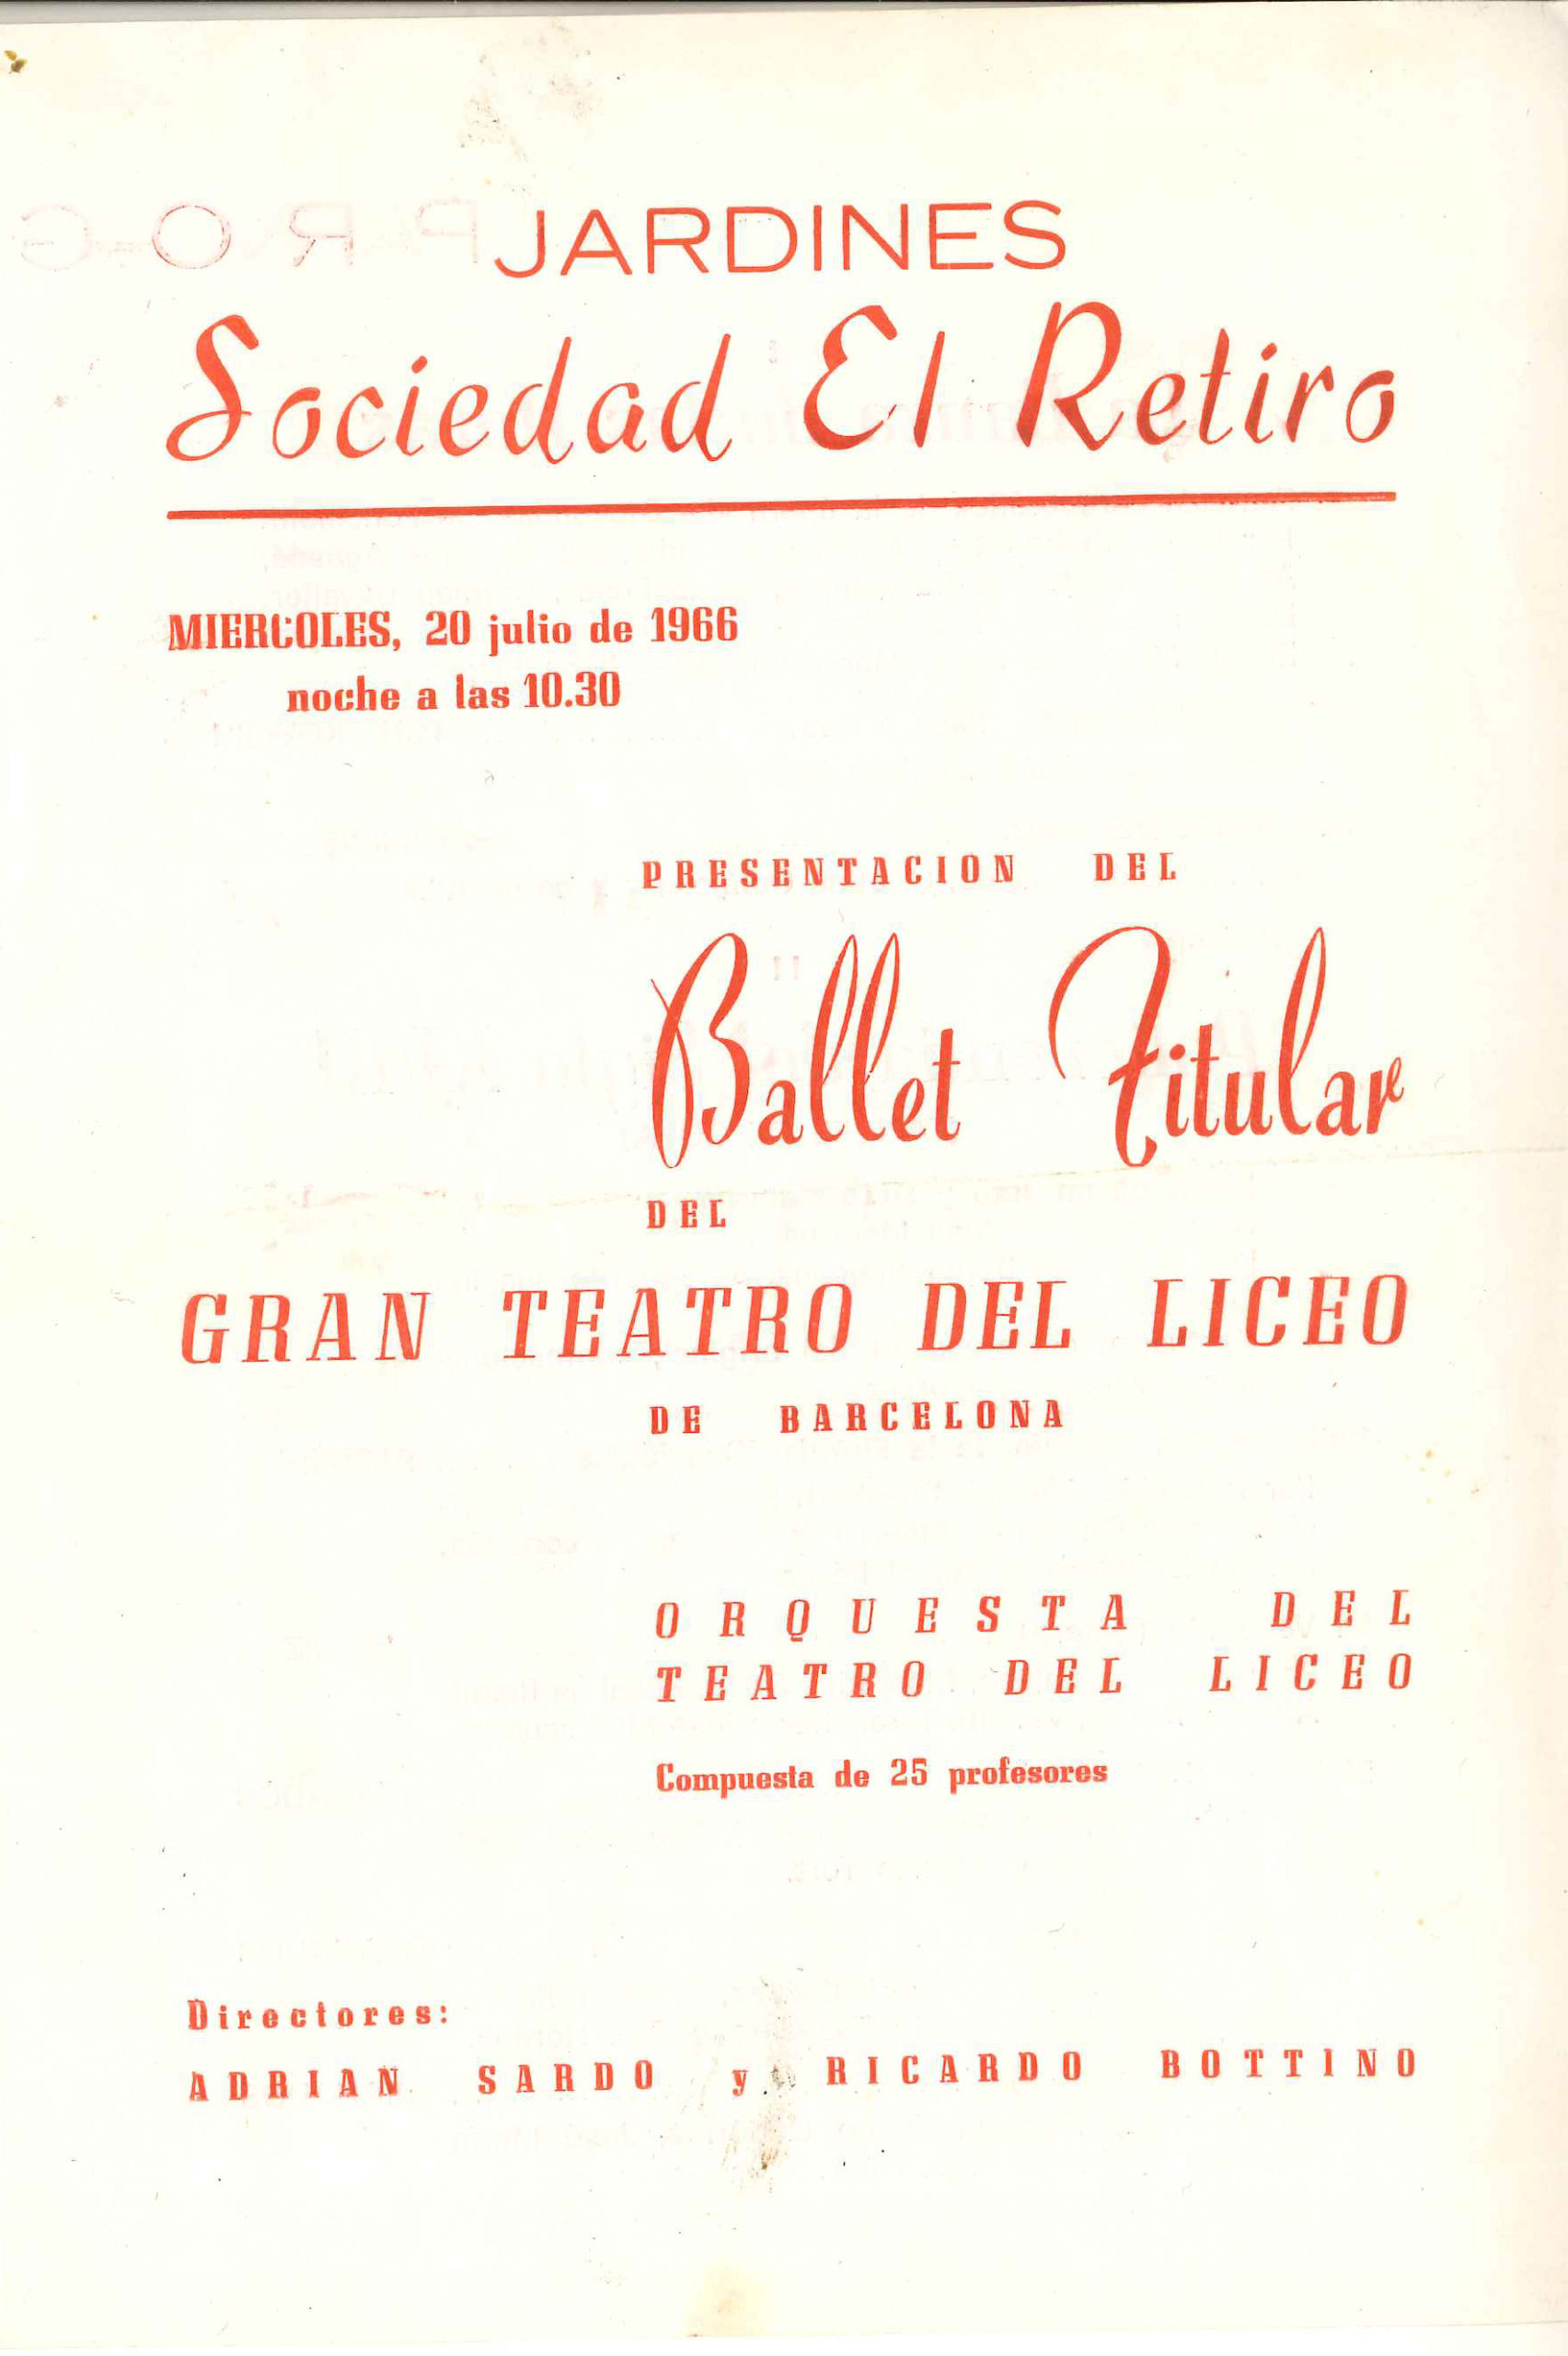 JARDINES
Sociedad El Retiro
MIERCOLES, 20 julio de 1966
noche a las 10.30
PRESENTACION DEL
Ballet Titular
DEL
GRAN TEATRO DEL LICEO
DE BARCELONA
ORQUESTA DEL
TEATRO DEL LICEO
Compuesta de 25 profesores
Directores:
ADRIAN SARDO y RICARDO BOTTINO